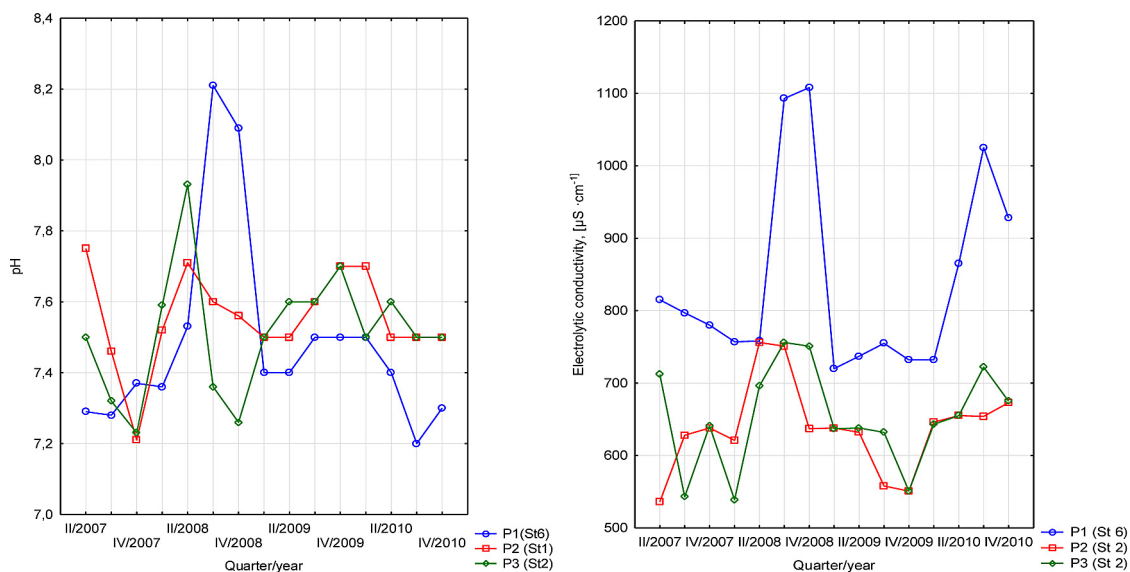 8,4
8,2
8,0
7,8
7,6
7,4
7,2
7,0
pH
II/2007
IV/2007
II/2008
IV/2008
II/2009
IV/2009
II/2010
IV/2010
Quarter/year
P1(St6)
P2 (St1)
P3 (St2)
1200
1100
1000
900
800
700
600
500
Electrolytic conductivity, [µS ·cm⁻¹]
II/2007
IV/2007
II/2008
IV/2008
II/2009
IV/2009
II/2010
IV/2010
Quarter/year
P1 (St 6)
P2 (St 2)
P3 (St 2)